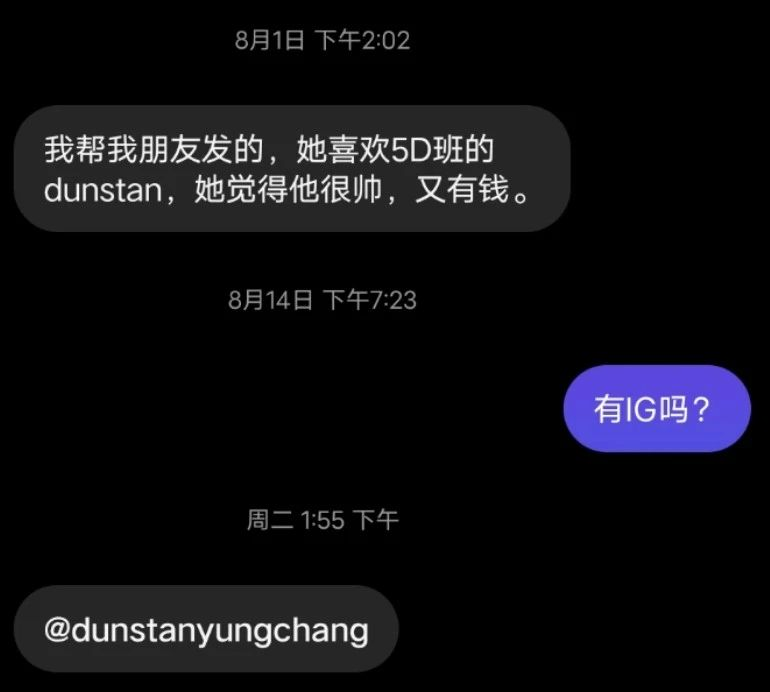 8月1日 下午2:02
我帮我朋友发的，她喜欢5D班的
dunstan，她觉得他很帅，又有钱。
8月14日 下午7:23
有IG吗？
周二 1:55 下午
@dunstanyungchang